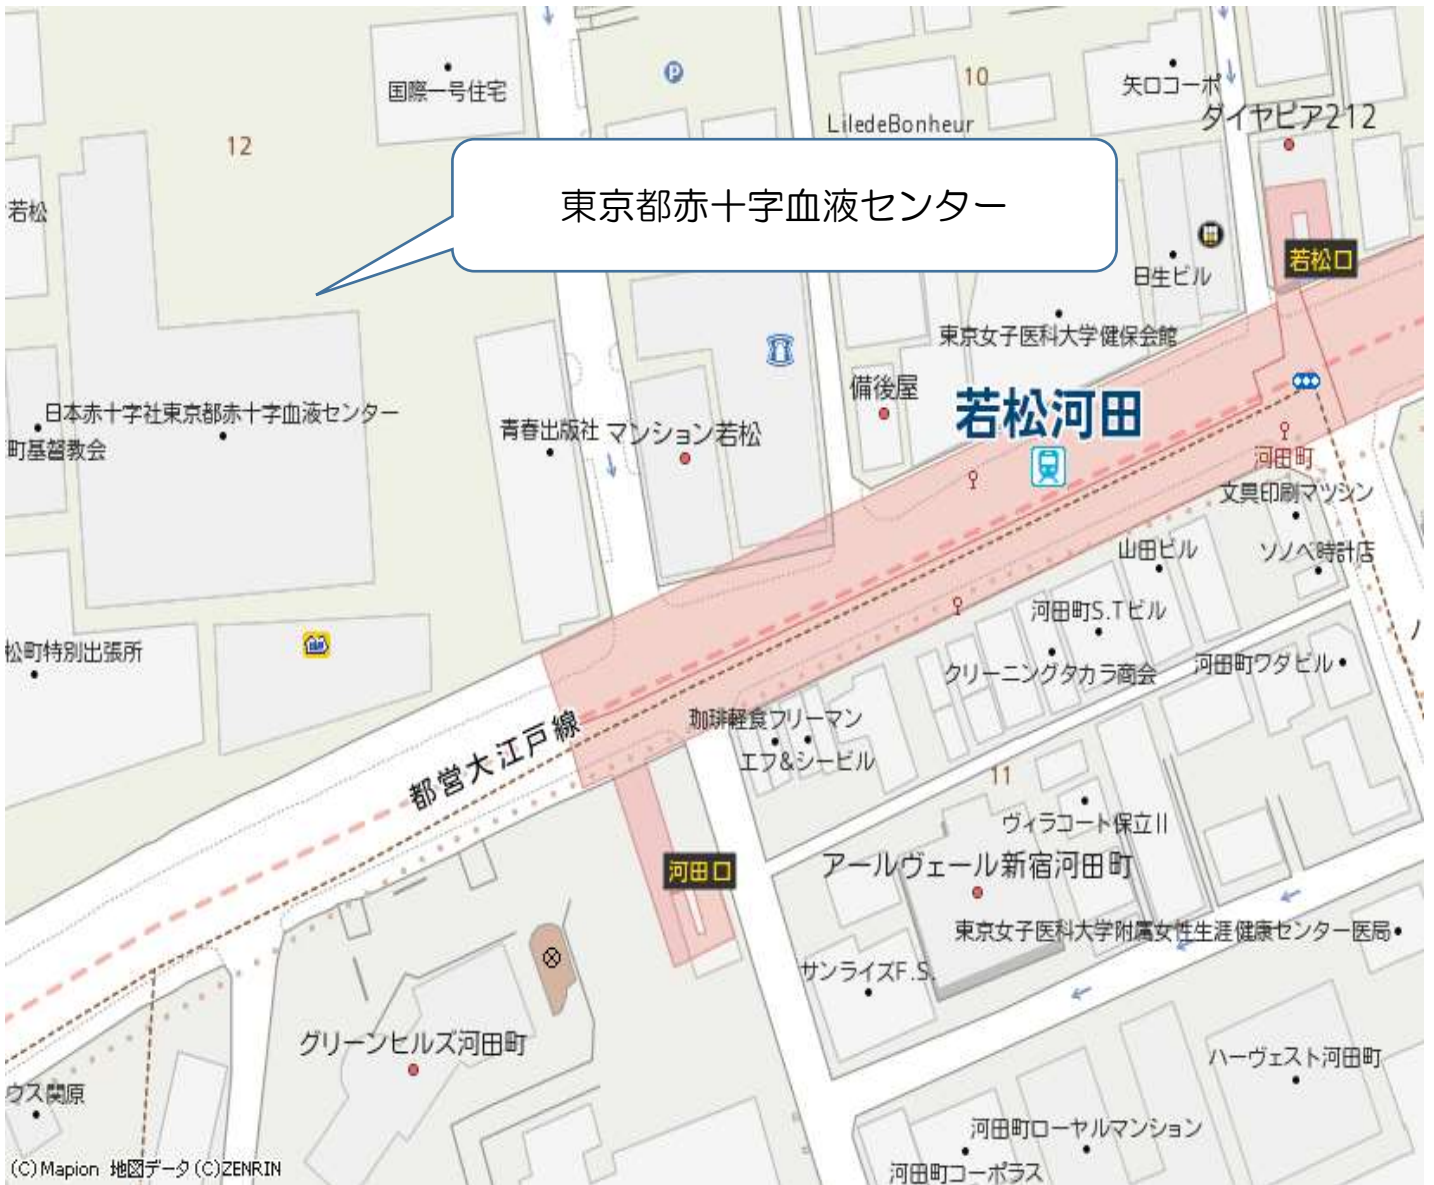 国際一号住宅
10
矢口コーポ
ダイヤピア212
LiledeBonheur
12
東京都赤十字血液センター
若松
若松口
日生ビル
東京女子医科大学健保会館
備後屋
若松河田
日本赤十字社東京都赤十字血液センター
町基督教会
青春出版社
マンション若松
河田町
文具印刷マツシン
山田ビル
ソノベ時計店
河田町S.Tビル
松町特別出張所
クリーニングタカラ商会
河田町ワダビル
珈琲軽食フリーマン
エフ&シービル
都営大江戸線
11
ヴィラコート保立II
河田口
アールヴェール新宿河田町
東京女子医科大学附属女性生涯健康センター医局
サンライズF.S.
グリーンヒルズ河田町
ハーヴェスト河田町
ウス関原
河田町ローヤルマンション
河田町コーポラス
(C)Mapion 地図データ(C)ZENRIN